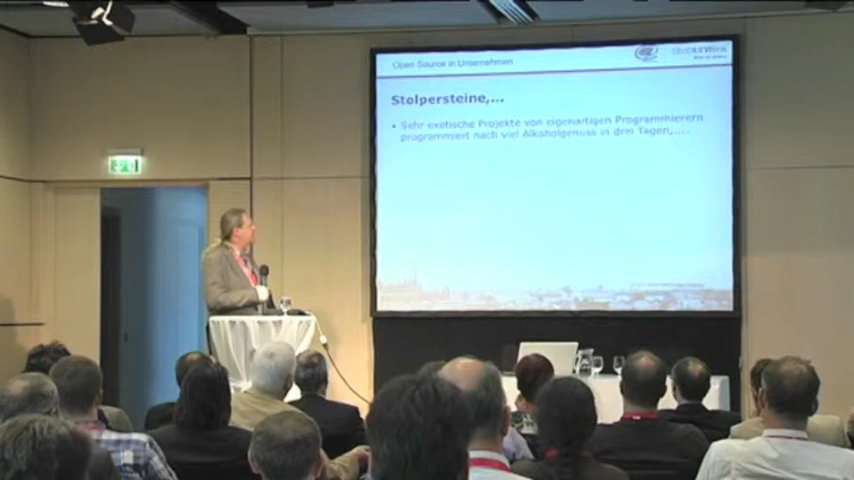 Open Source in Unternehmen
Stolpersteine,...
• Sehr exotische Projekte von eigenartigen Programmierern
programmiert nach viel Alkoholgenuss in drei Tagen,....